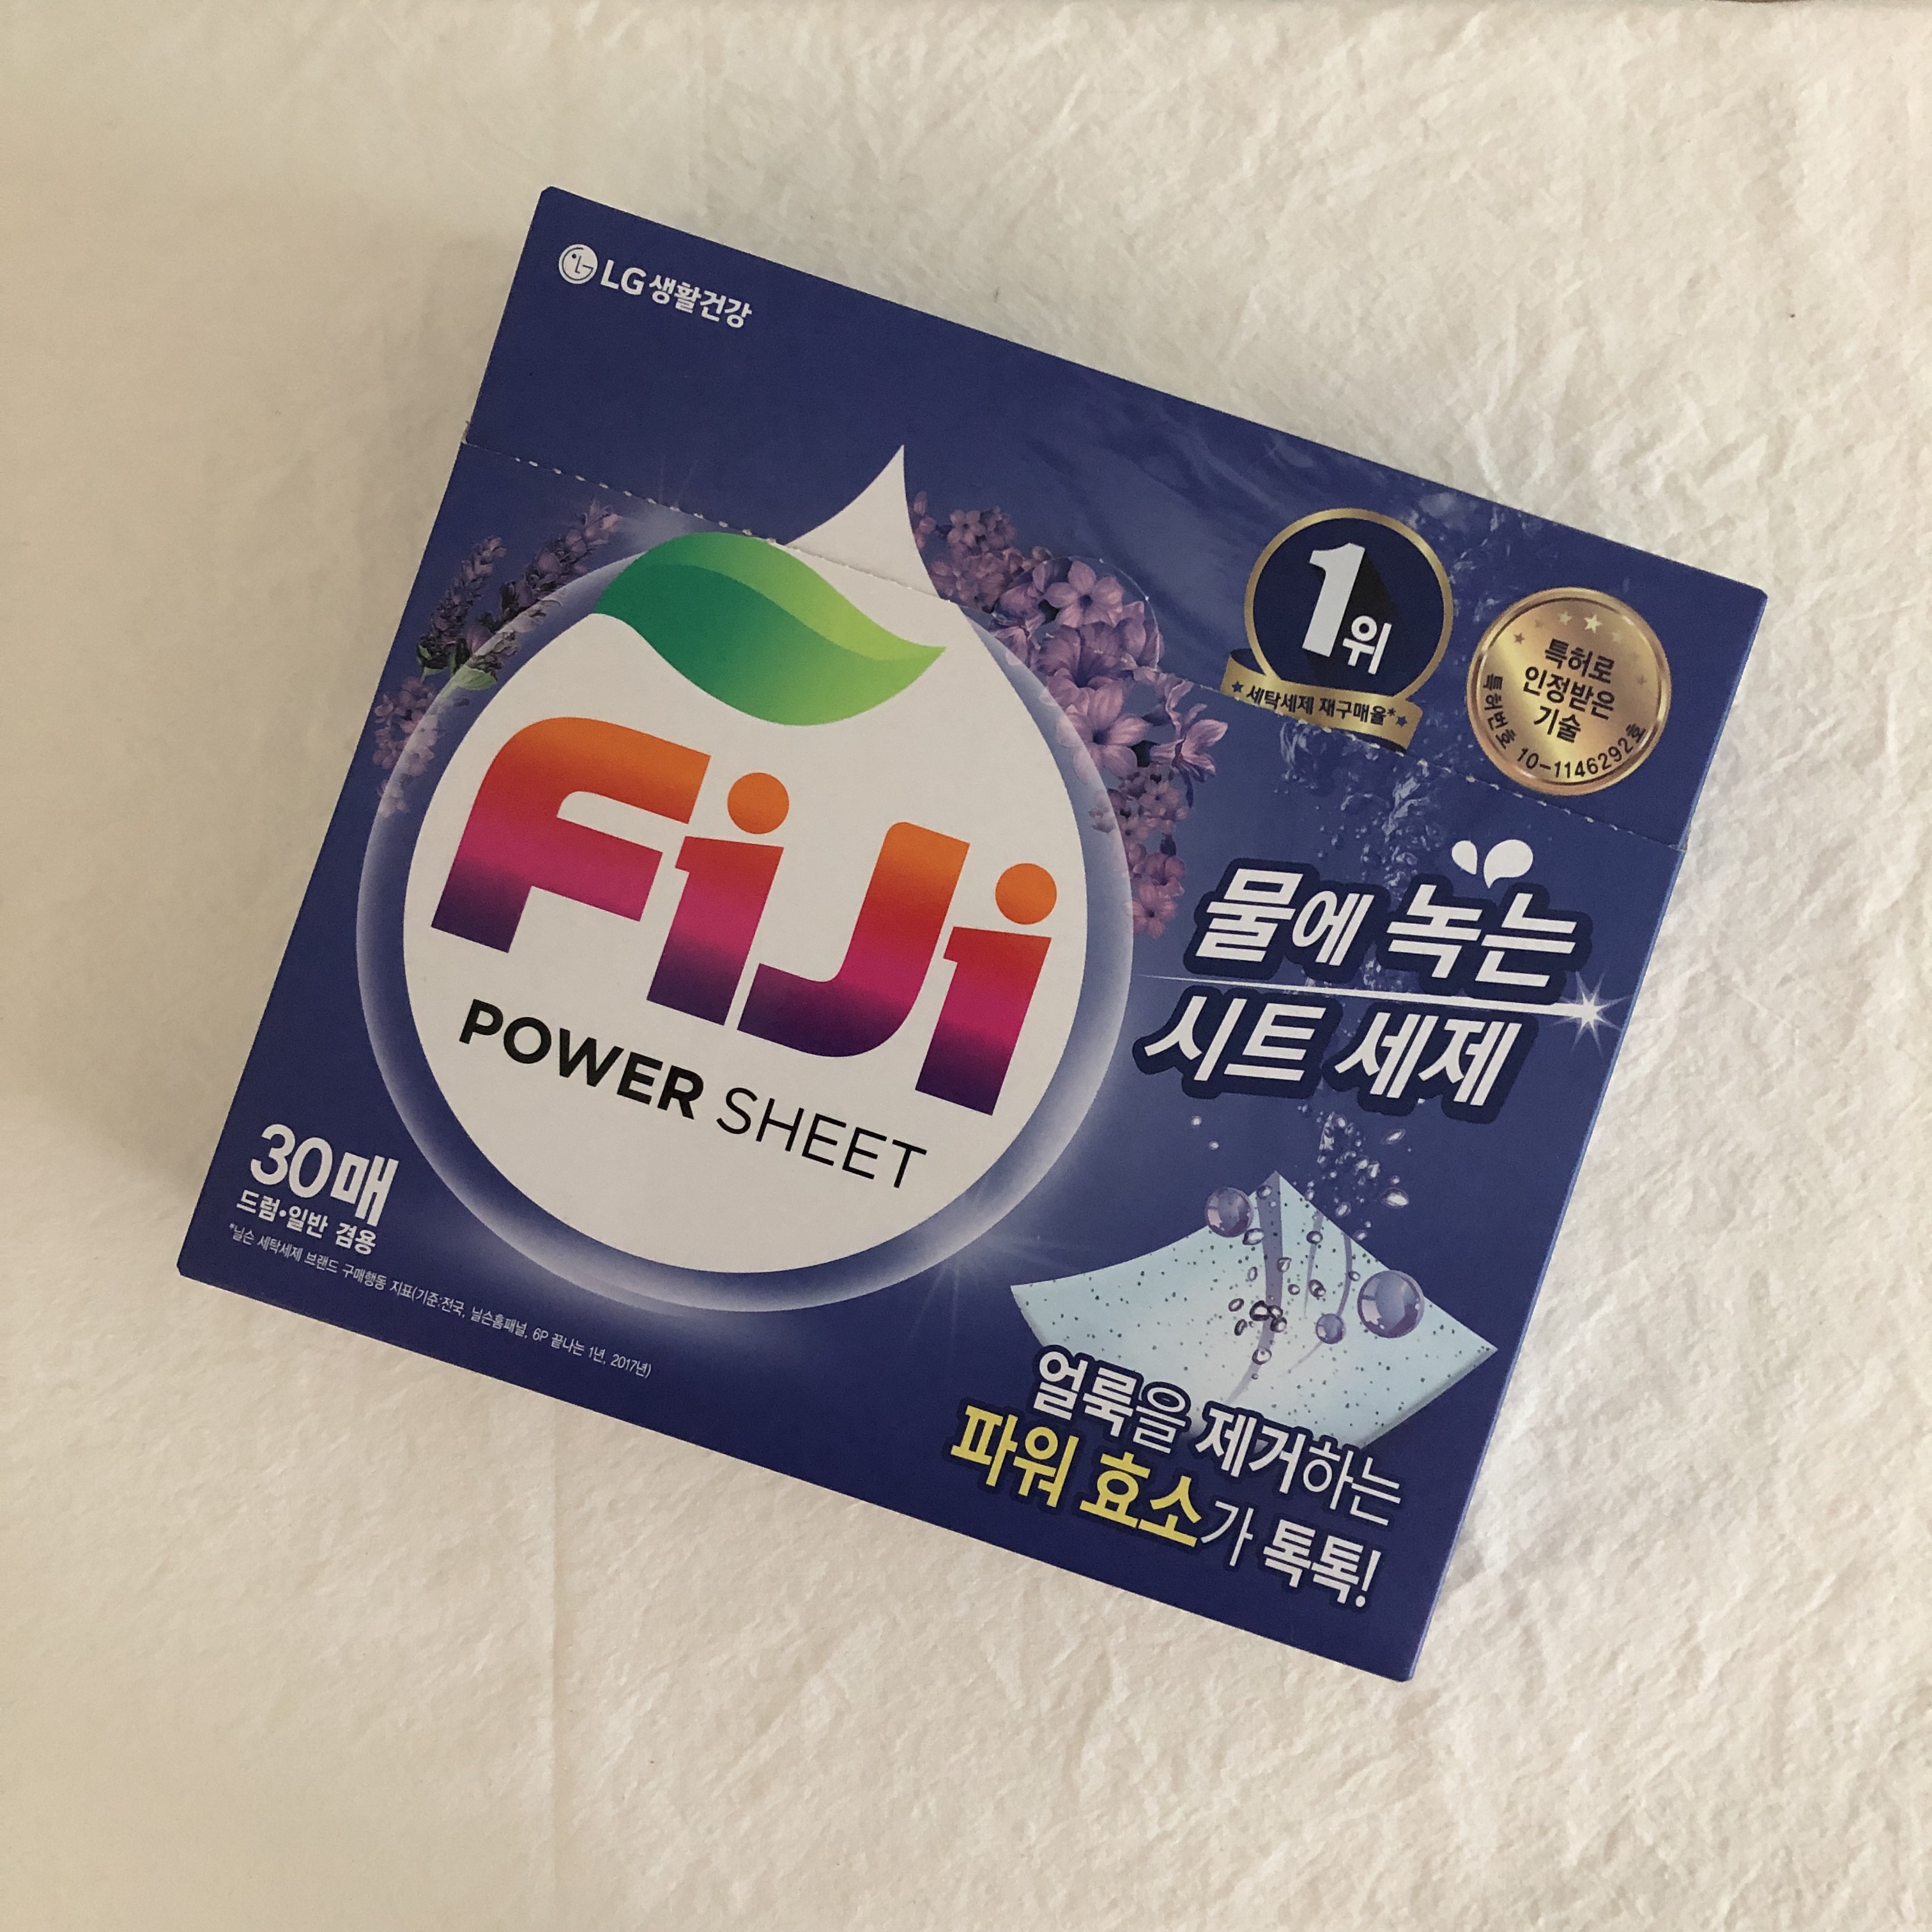 LG 생활건강
1위
세탁세제 재구매율*
특허로
인정받은
기술
특허번호 10-1146292호
FiJi
POWER SHEET
물에 녹는
시트 세제
30매
드럼•일반 겸용
*닐슨 세탁세제 브랜드 구매행동 지표(기준:전국, 닐슨홈패널, 6P 끝나는 1년, 2017년)
얼룩을 제거하는
파워 효소가 톡톡!